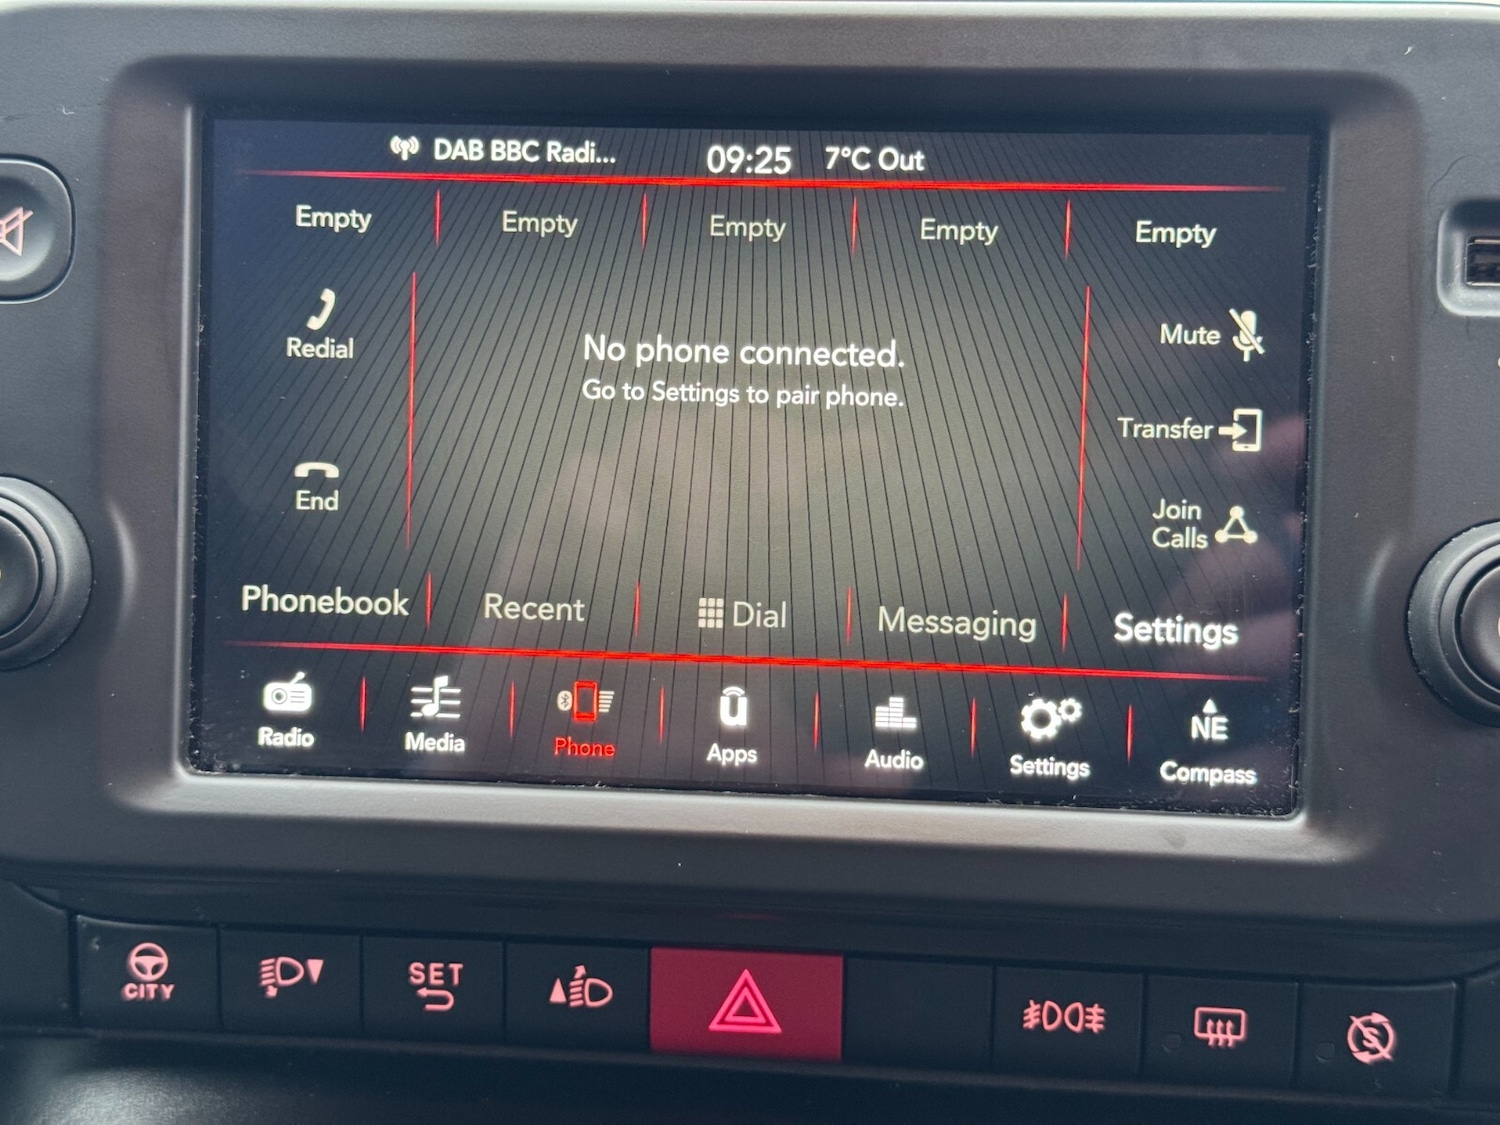 DAB BBC Radi... 09:25 7°C Out
Empty Empty Empty Empty Empty
Redial
No phone connected.
Go to Settings to pair phone.
Mute
Transfer
End
Join
Calls
Phonebook Recent Dial Messaging Settings
Radio Media Phone Apps Audio Settings NE
Compass
CITY
SET